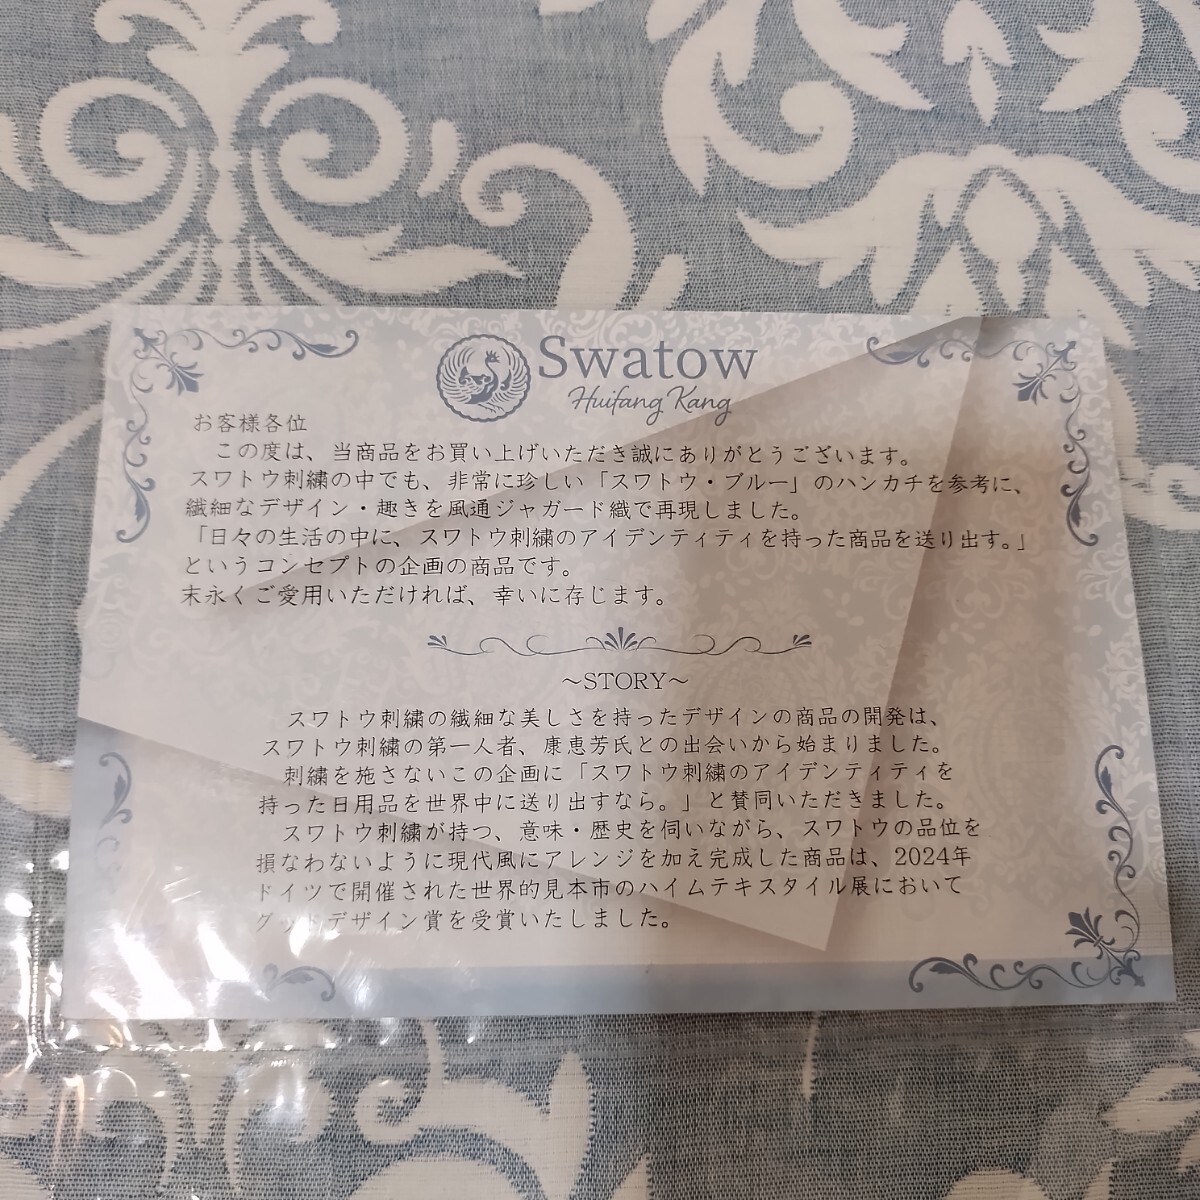 Swatow
Huifang Kang
お客様各位
この度は、当商品をお買い上げいただき誠にありがとうございます。
スワトウ刺繍の中でも、非常に珍しい「スワトウ・ブルー」のハンカチを参考に、
繊細なデザイン・趣きを風通ジャガード織で再現しました。
「日々の生活の中に、スワトウ刺繍のアイデンティティを持った商品を送り出す。」
というコンセプトの企画の商品です。
末永くご愛用いただければ、幸いに存じます。
～STORY～
スワトウ刺繍の繊細な美しさを持ったデザインの商品の開発は、
スワトウ刺繍の第一人者、康恵芳氏との出会いから始まりました。
刺繍を施さないこの企画に「スワトウ刺繍のアイデンティティを
持った日用品を世界中に送り出すなら。」と賛同いただきました。
スワトウ刺繍が持つ、意味・歴史を伺いながら、スワトウの品位を
損なわないように現代風にアレンジを加え完成した商品は、2024年
ドイツで開催された世界的見本市のハイムテキスタイル展において
グッドデザイン賞を受賞いたしました。